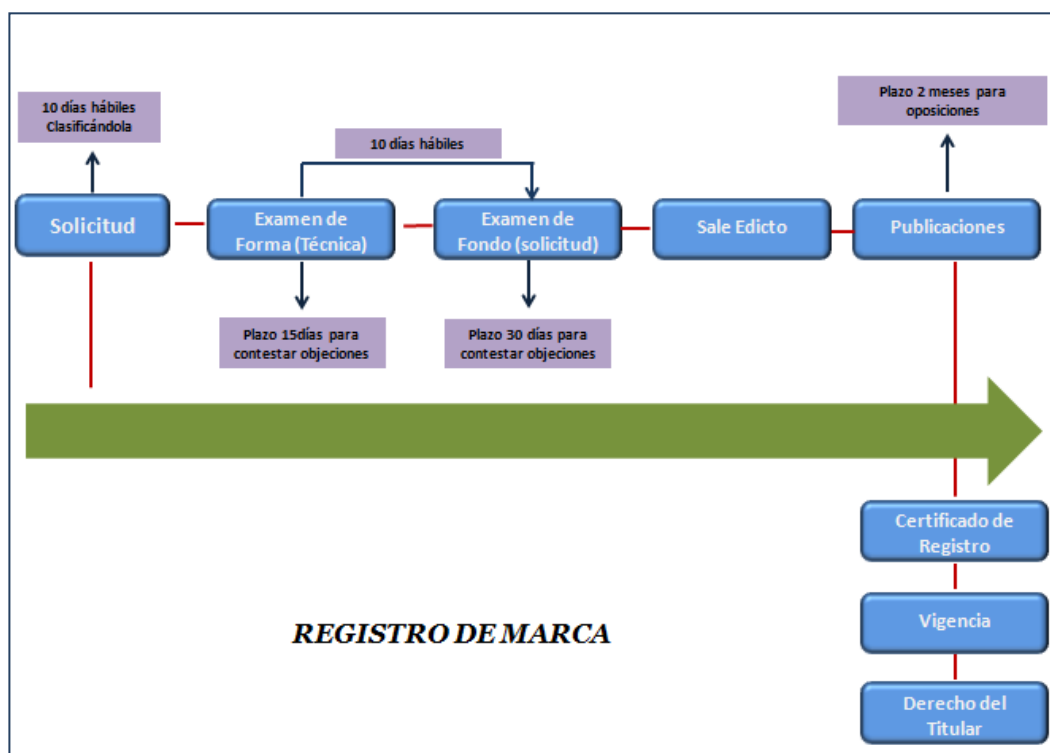 10 días hábiles
Clasificándola
Plazo 2 meses para
oposiciones
10 días hábiles
Solicitud
Examen de
Forma (Técnica)
Examen de
Fondo (solicitud)
Sale Edicto
Publicaciones
Plazo 15días para
contestar objeciones
Plazo 30 días para
contestar objeciones
Certificado de
Registro
REGISTRO DE MARCA
Vigencia
Derecho del
Titular